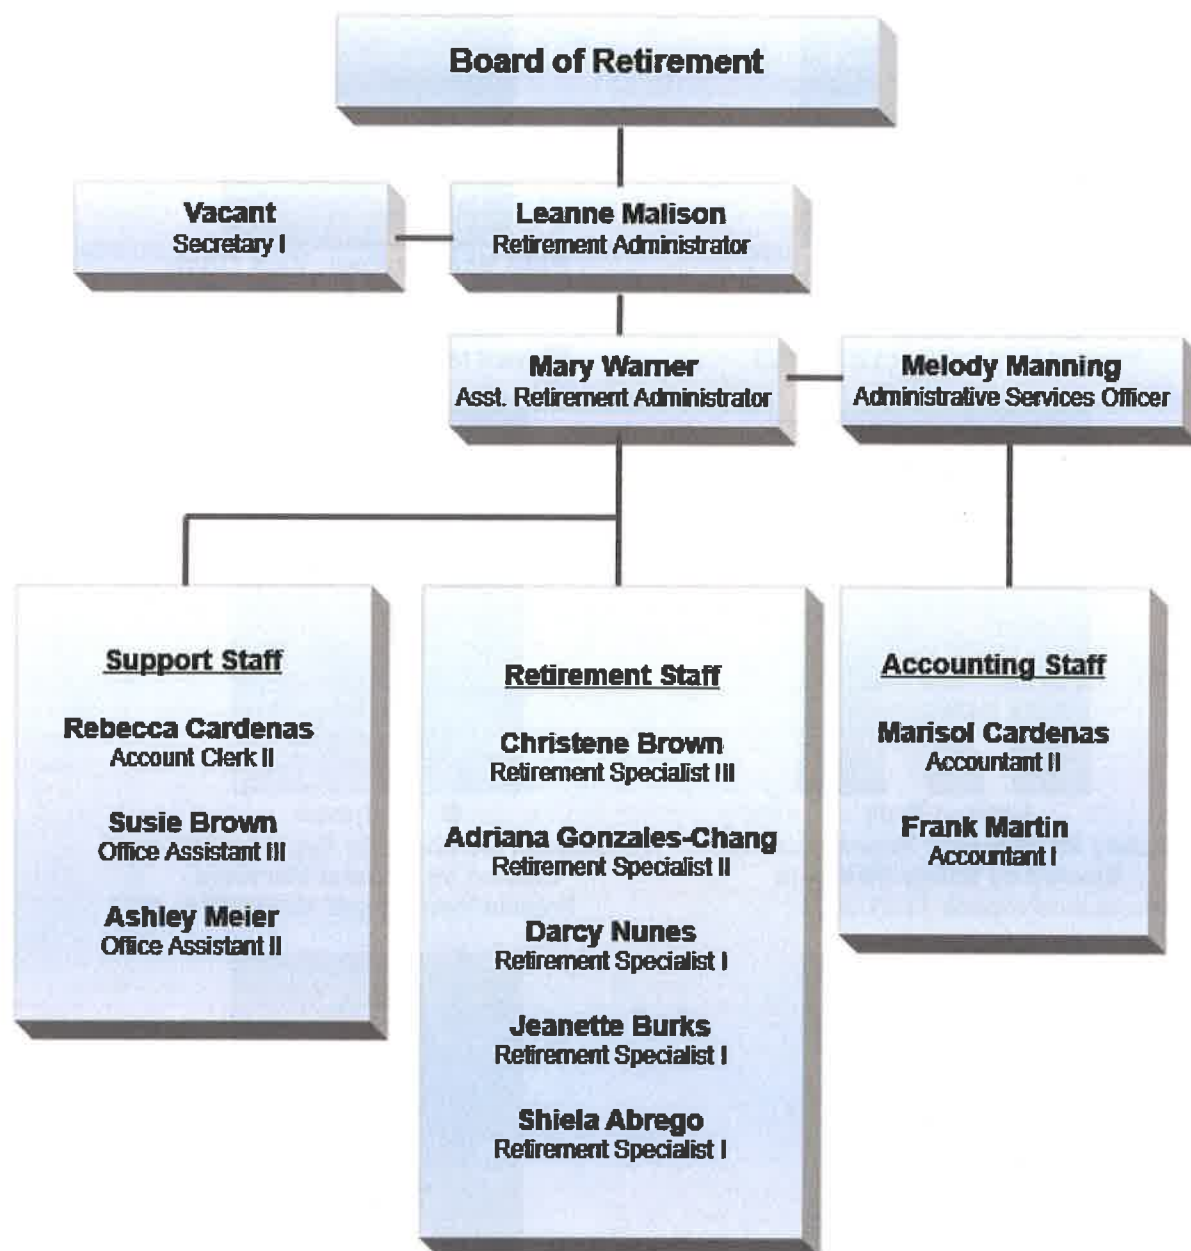 Board of Retirement
Vacant
Secretary I
Leanne Malison
Retirement Administrator
Mary Warner
Asst. Retirement Administrator
Melody Manning
Administrative Services Officer
Support Staff
Rebecca Cardenas
Account Clerk II
Susie Brown
Office Assistant III
Ashley Meier
Office Assistant II
Retirement Staff
Christene Brown
Retirement Specialist III
Adriana Gonzales-Chang
Retirement Specialist II
Darcy Nunes
Retirement Specialist I
Jeanette Burks
Retirement Specialist I
Shiela Abrego
Retirement Specialist I
Accounting Staff
Marisol Cardenas
Accountant II
Frank Martin
Accountant I